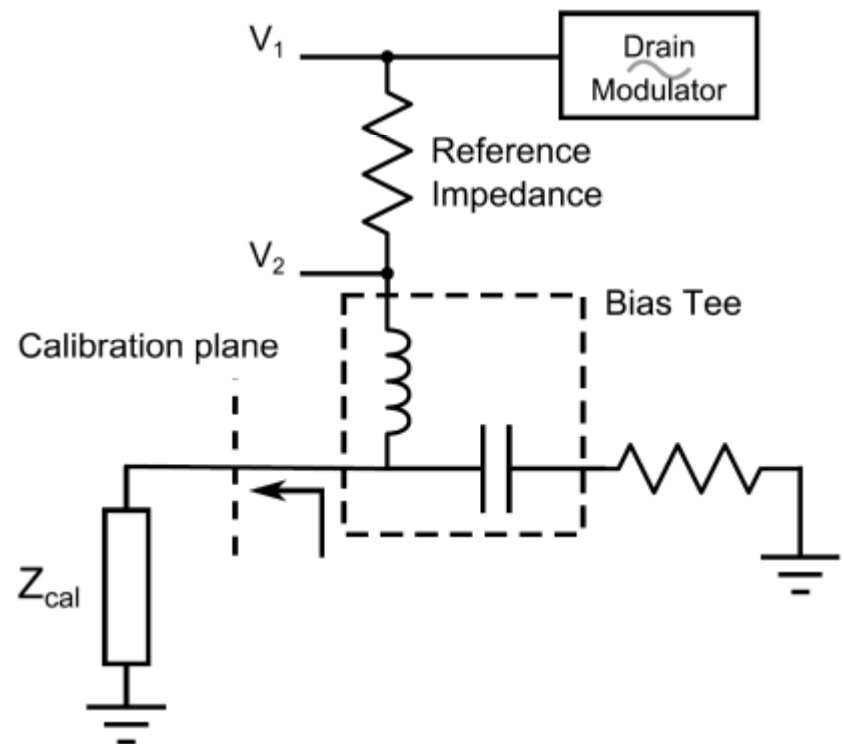 V1
Drain
Modulator
Reference
Impedance
V2
Bias Tee
Calibration plane
Zcal